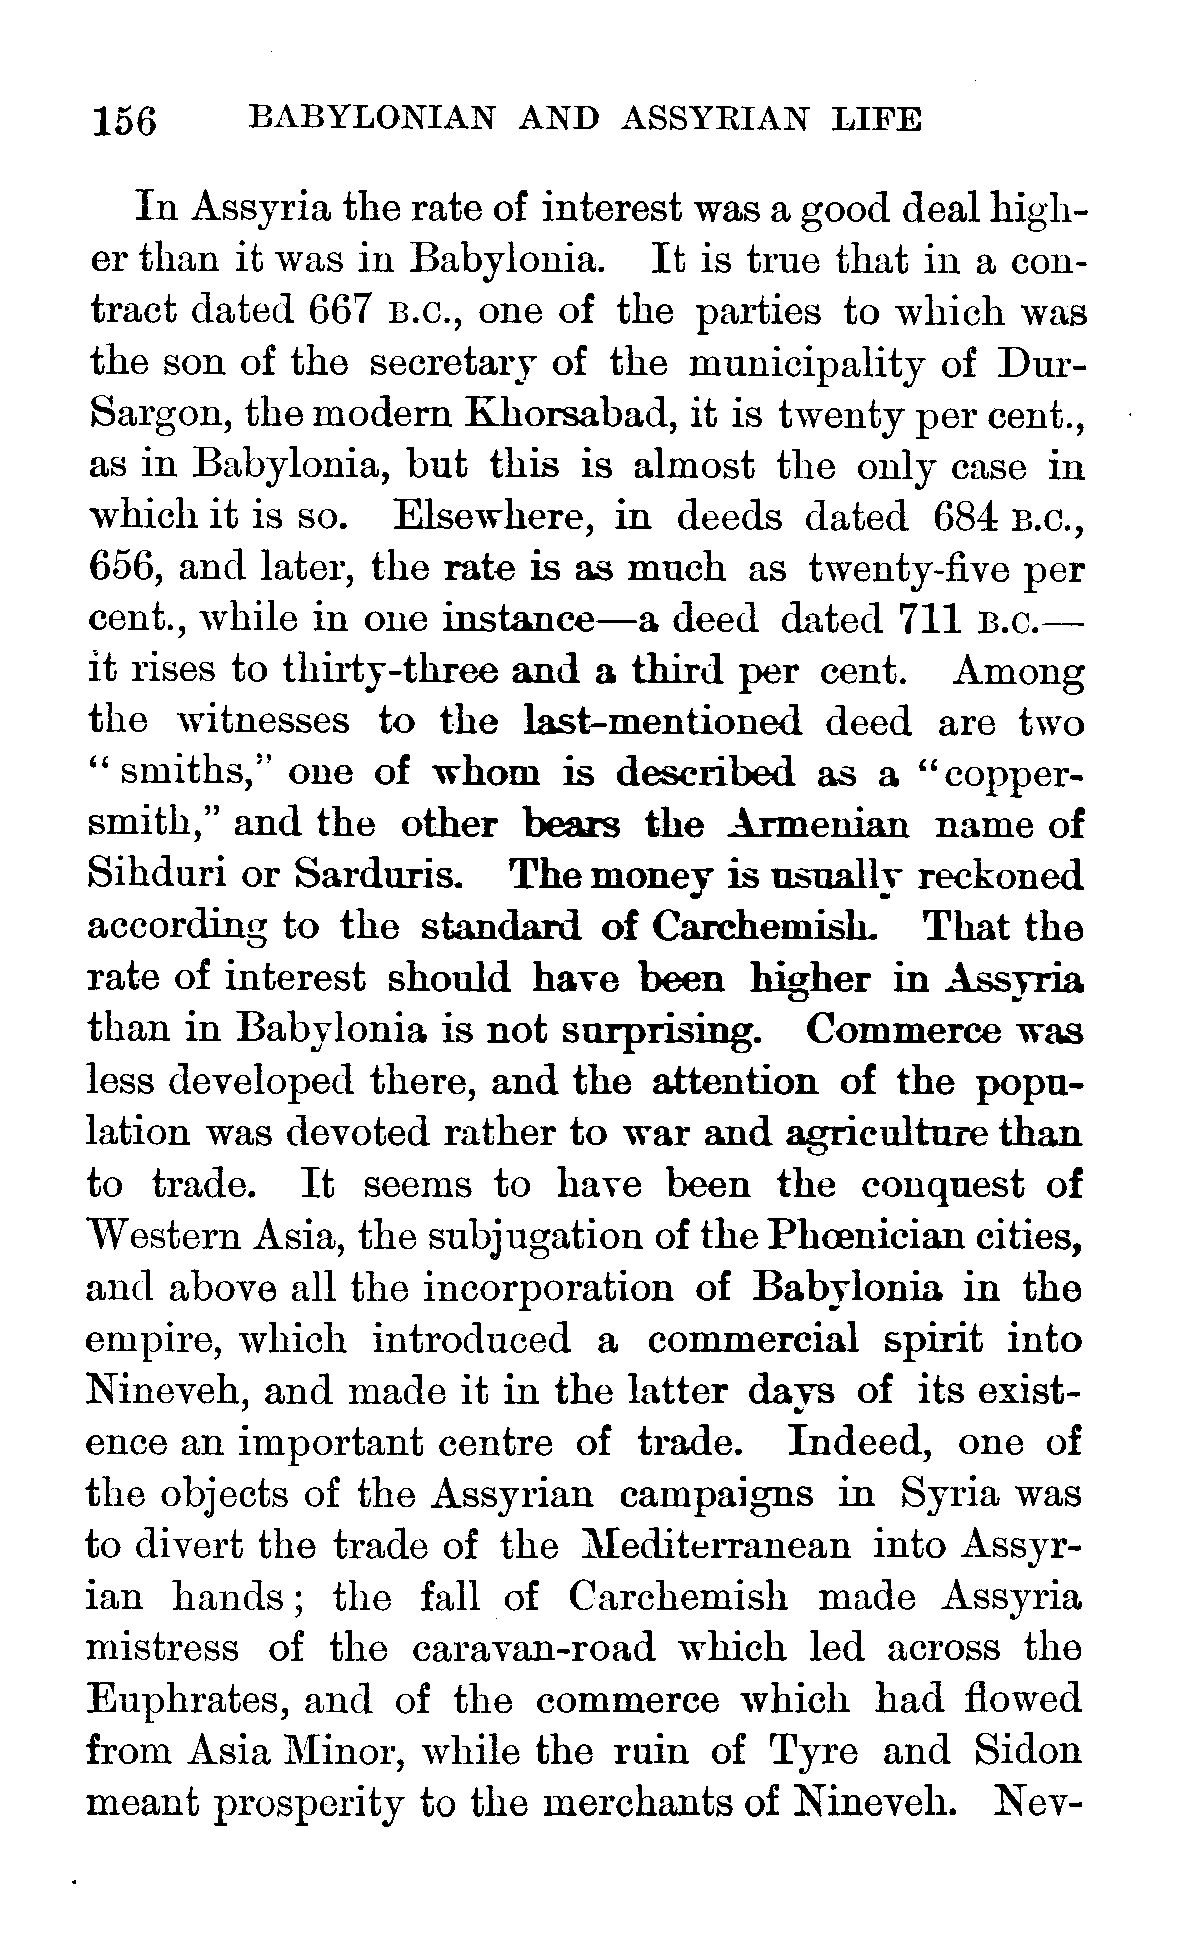 156 BABYLONIAN AND ASSYRIAN LIFE
In Assyria the rate of interest was a good deal high-
er than it was in Babylonia. It is true that in a con-
tract dated 667 B.C., one of the parties to which was
the son of the secretary of the municipality of Dur-
Sargon, the modern Khorsabad, it is twenty per cent.,
as in Babylonia, but this is almost the only case in
which it is so. Elsewhere, in deeds dated 684 B.C.,
656, and later, the rate is as much as twenty-five per
cent., while in one instance—a deed dated 711 B.C.—
it rises to thirty-three and a third per cent. Among
the witnesses to the last-mentioned deed are two
“ smiths,” one of whom is described as a “copper-
smith,” and the other bears the Armenian name of
Sihduri or Sarduris. The money is usually reckoned
according to the standard of Carchemish. That the
rate of interest should have been higher in Assyria
than in Babylonia is not surprising. Commerce was
less developed there, and the attention of the popu-
lation was devoted rather to war and agriculture than
to trade. It seems to have been the conquest of
Western Asia, the subjugation of the Phœnician cities,
and above all the incorporation of Babylonia in the
empire, which introduced a commercial spirit into
Nineveh, and made it in the latter days of its exist-
ence an important centre of trade. Indeed, one of
the objects of the Assyrian campaigns in Syria was
to divert the trade of the Mediterranean into Assyr-
ian hands ; the fall of Carchemish made Assyria
mistress of the caravan-road which led across the
Euphrates, and of the commerce which had flowed
from Asia Minor, while the ruin of Tyre and Sidon
meant prosperity to the merchants of Nineveh. Nev-